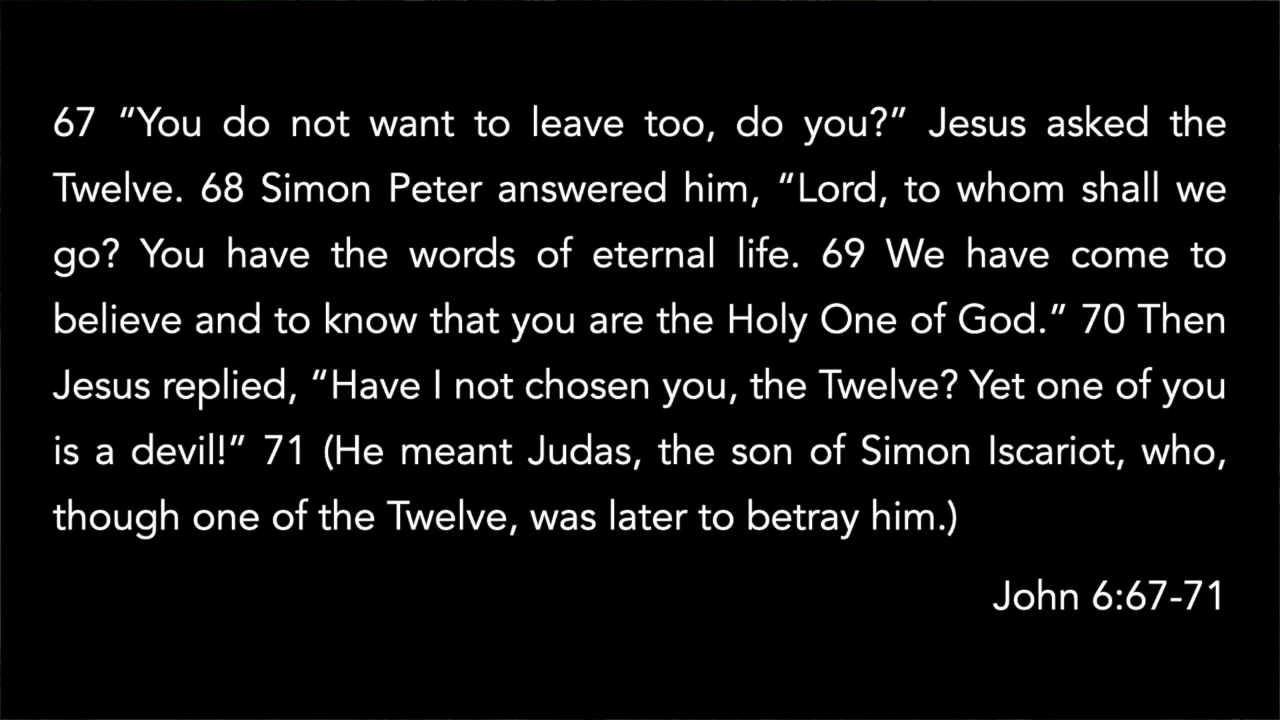 67 “You do not want to leave too, do you?” Jesus asked the
Twelve. 68 Simon Peter answered him, “Lord, to whom shall we
go? You have the words of eternal life. 69 We have come to
believe and to know that you are the Holy One of God.” 70 Then
Jesus replied, “Have I not chosen you, the Twelve? Yet one of you
is a devil!” 71 (He meant Judas, the son of Simon Iscariot, who,
though one of the Twelve, was later to betray him.)
John 6:67-71